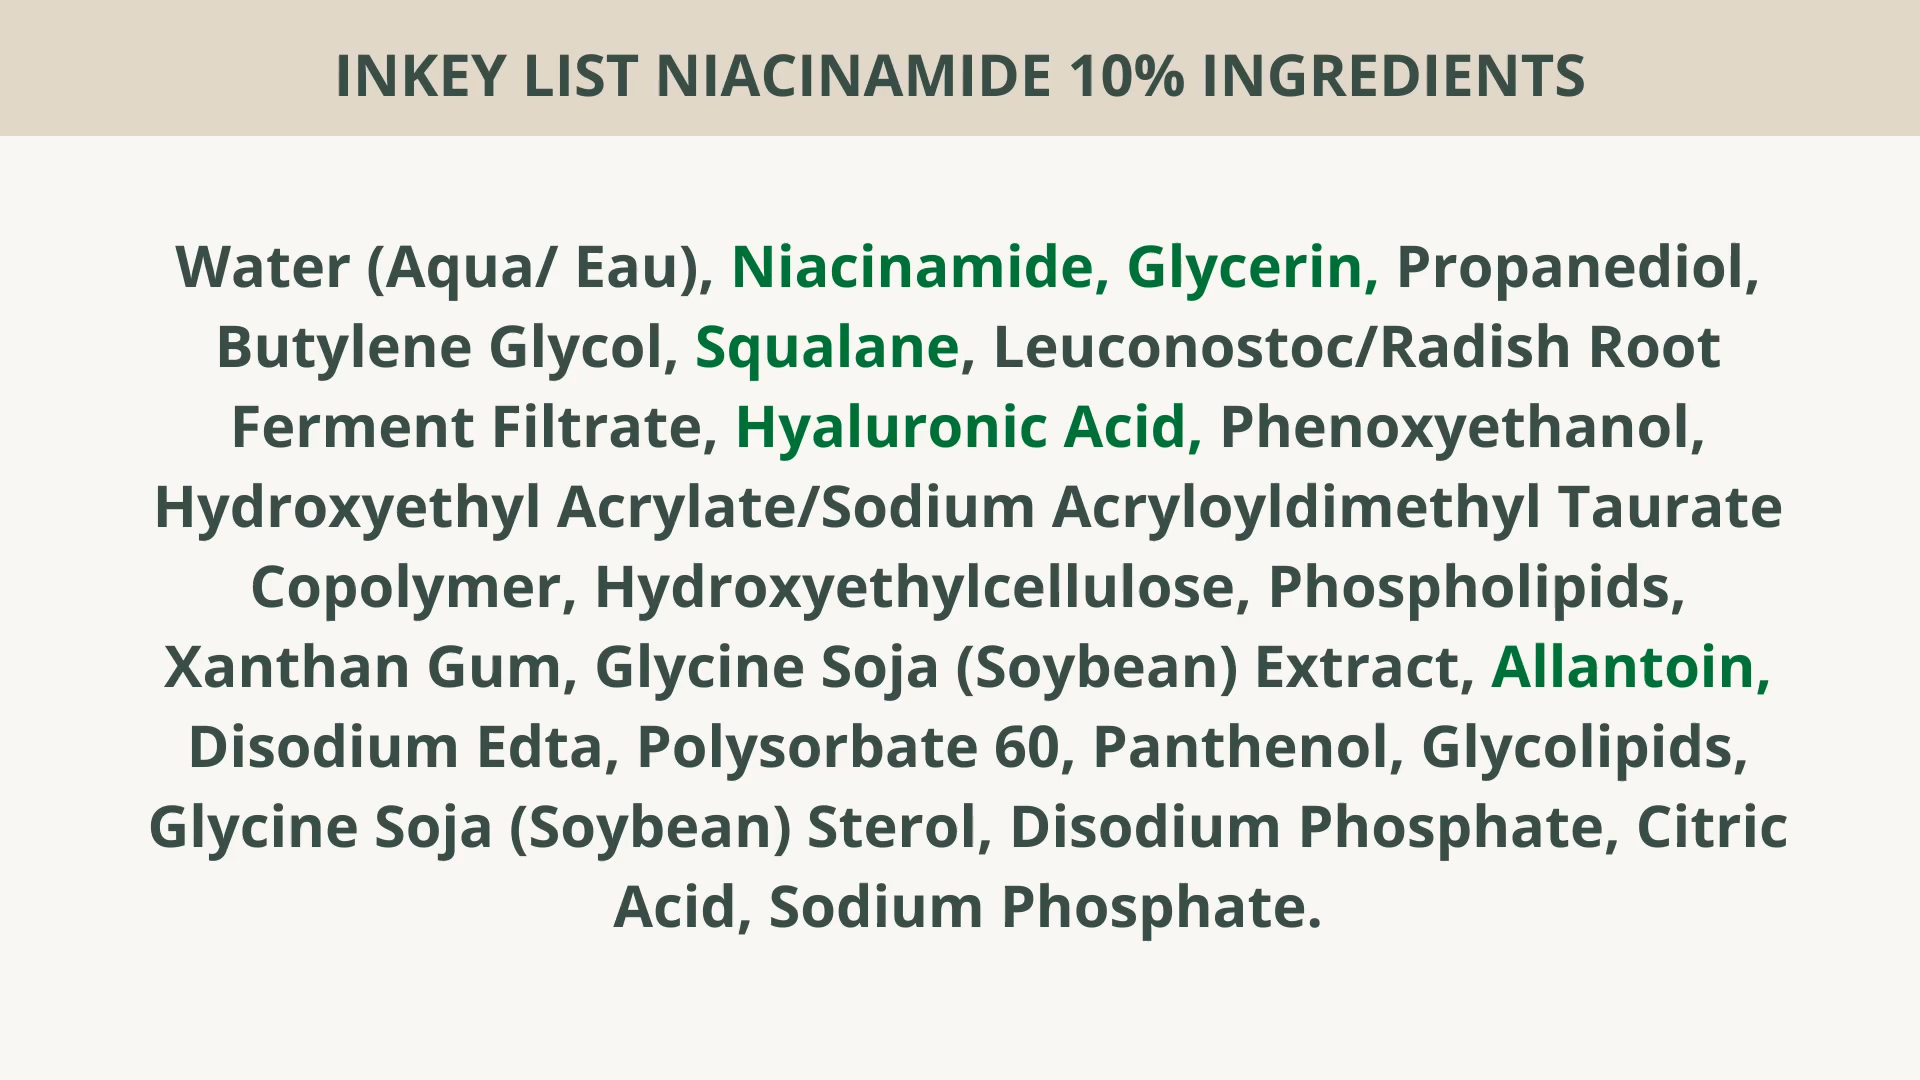 INKEY LIST NIACINAMIDE 10% INGREDIENTS
Water (Aqua/ Eau), Niacinamide, Glycerin, Propanediol,
Butylene Glycol, Squalane, Leuconostoc/Radish Root
Ferment Filtrate, Hyaluronic Acid, Phenoxyethanol,
Hydroxyethyl Acrylate/Sodium Acryloyldimethyl Taurate
Copolymer, Hydroxyethylcellulose, Phospholipids,
Xanthan Gum, Glycine Soja (Soybean) Extract, Allantoin,
Disodium Edta, Polysorbate 60, Panthenol, Glycolipids,
Glycine Soja (Soybean) Sterol, Disodium Phosphate, Citric
Acid, Sodium Phosphate.